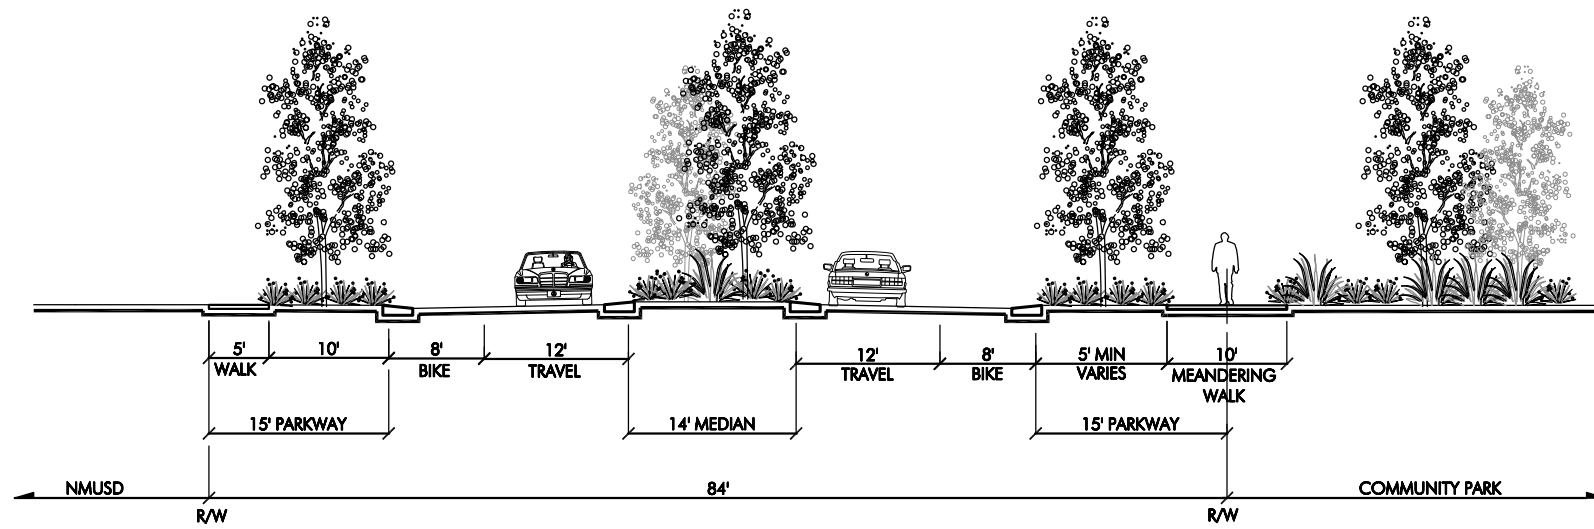 5' 10' 8' 12' 12' 8' 5' MIN 10'
WALK BIKE TRAVEL TRAVEL BIKE VARIES MEANDERING
WALK
15' PARKWAY 14' MEDIAN 15' PARKWAY
NMUSD 84' COMMUNITY PARK
R/W R/W